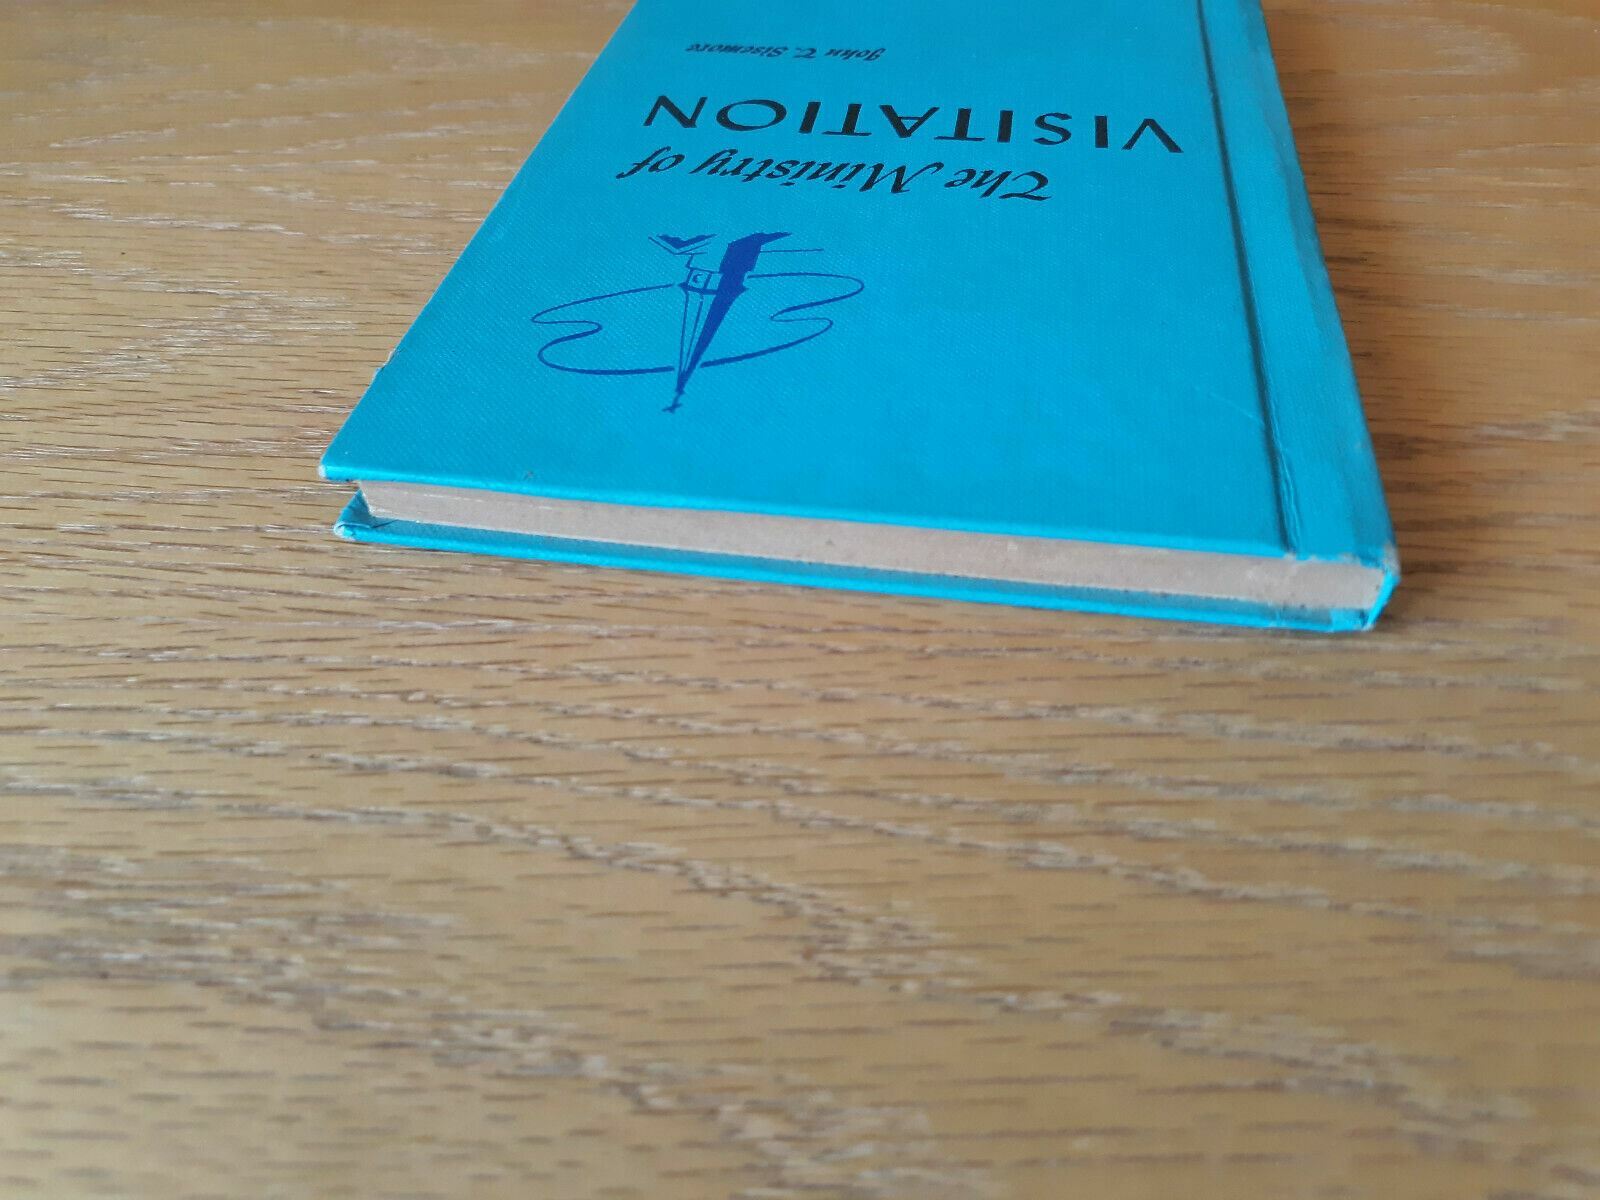 The Ministry of
VISITATION
John T. Sisemore